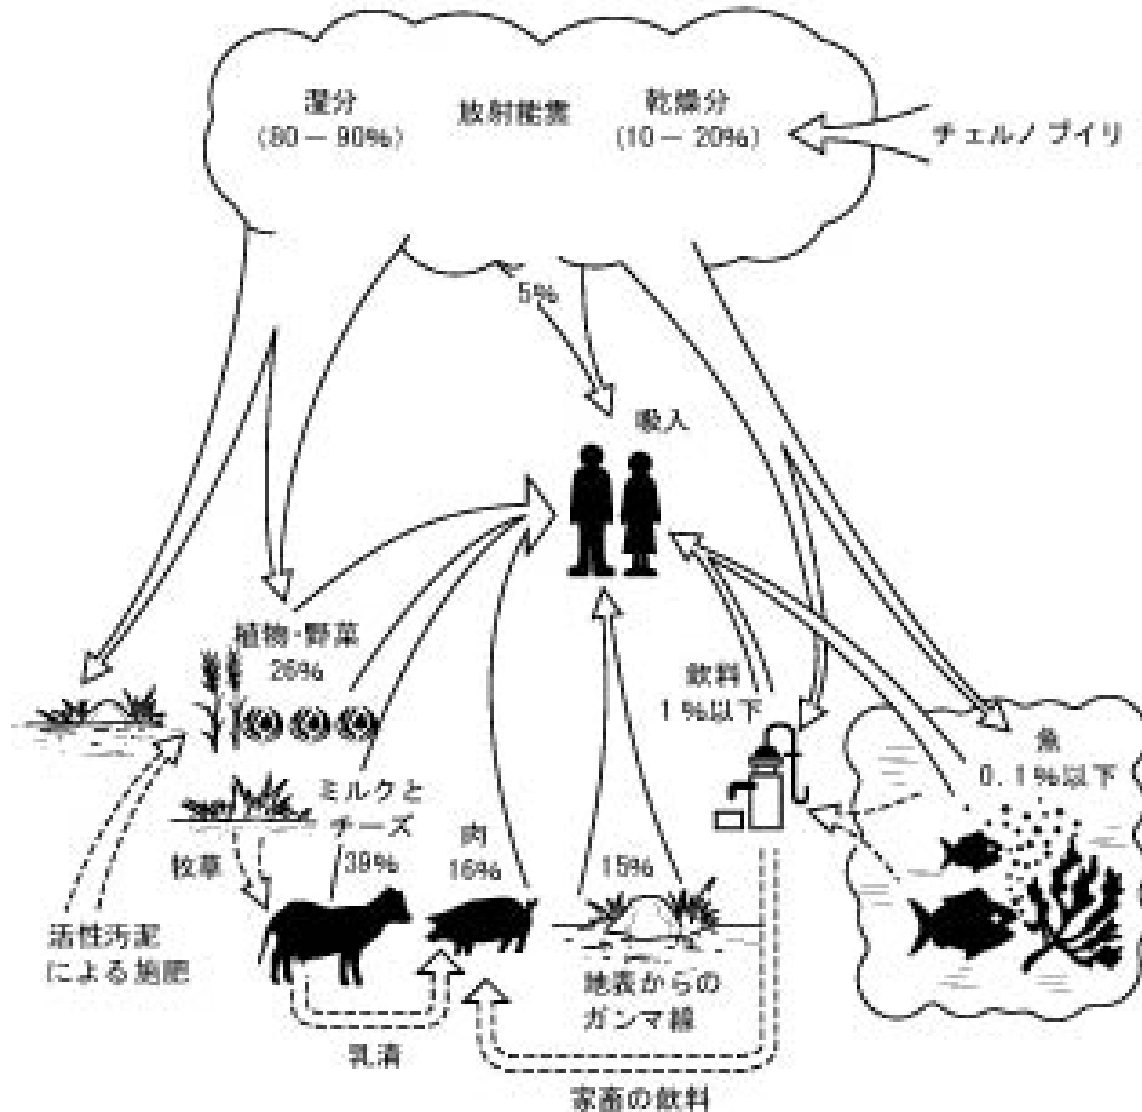 湿分
(80－90%)
放射能雲
乾燥分
(10－20%)
チェルノブイリ
5%
吸入
植物・野菜
26%
飲料
1%以下
魚
0.1%以下
ミルクと
チーズ
39%
肉
16%
15%
牧草
活性汚泥
による施肥
地表からの
ガンマ線
乳清
家畜の飲料